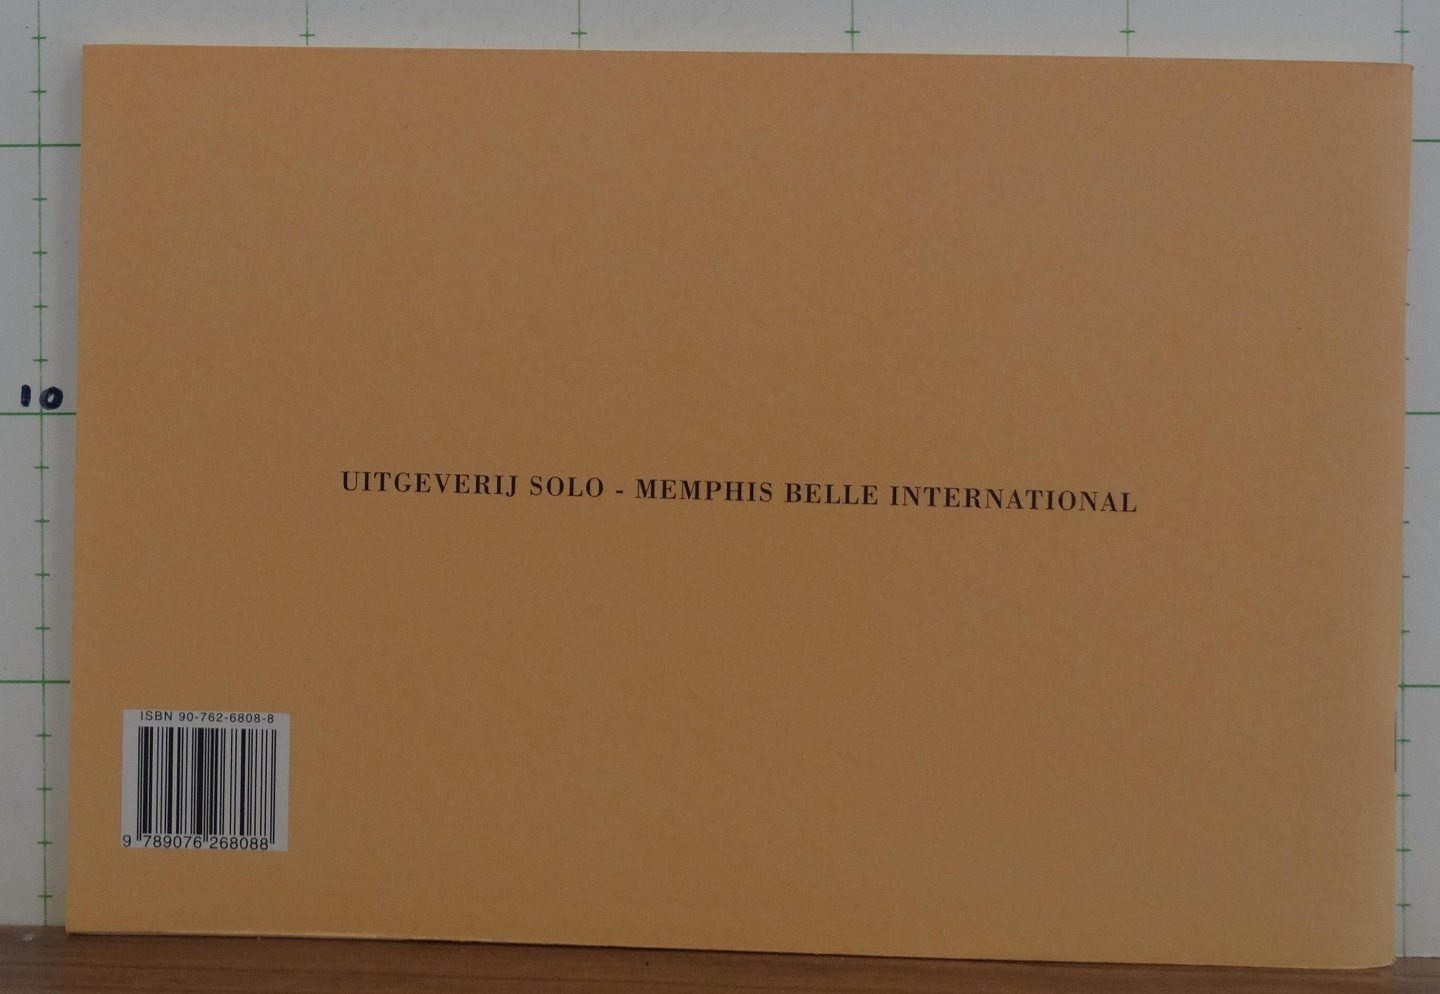 10
UITGEVERIJ SOLO - MEMPHIS BELLE INTERNATIONAL
ISBN 90-762-6808-8
9 789076 268088